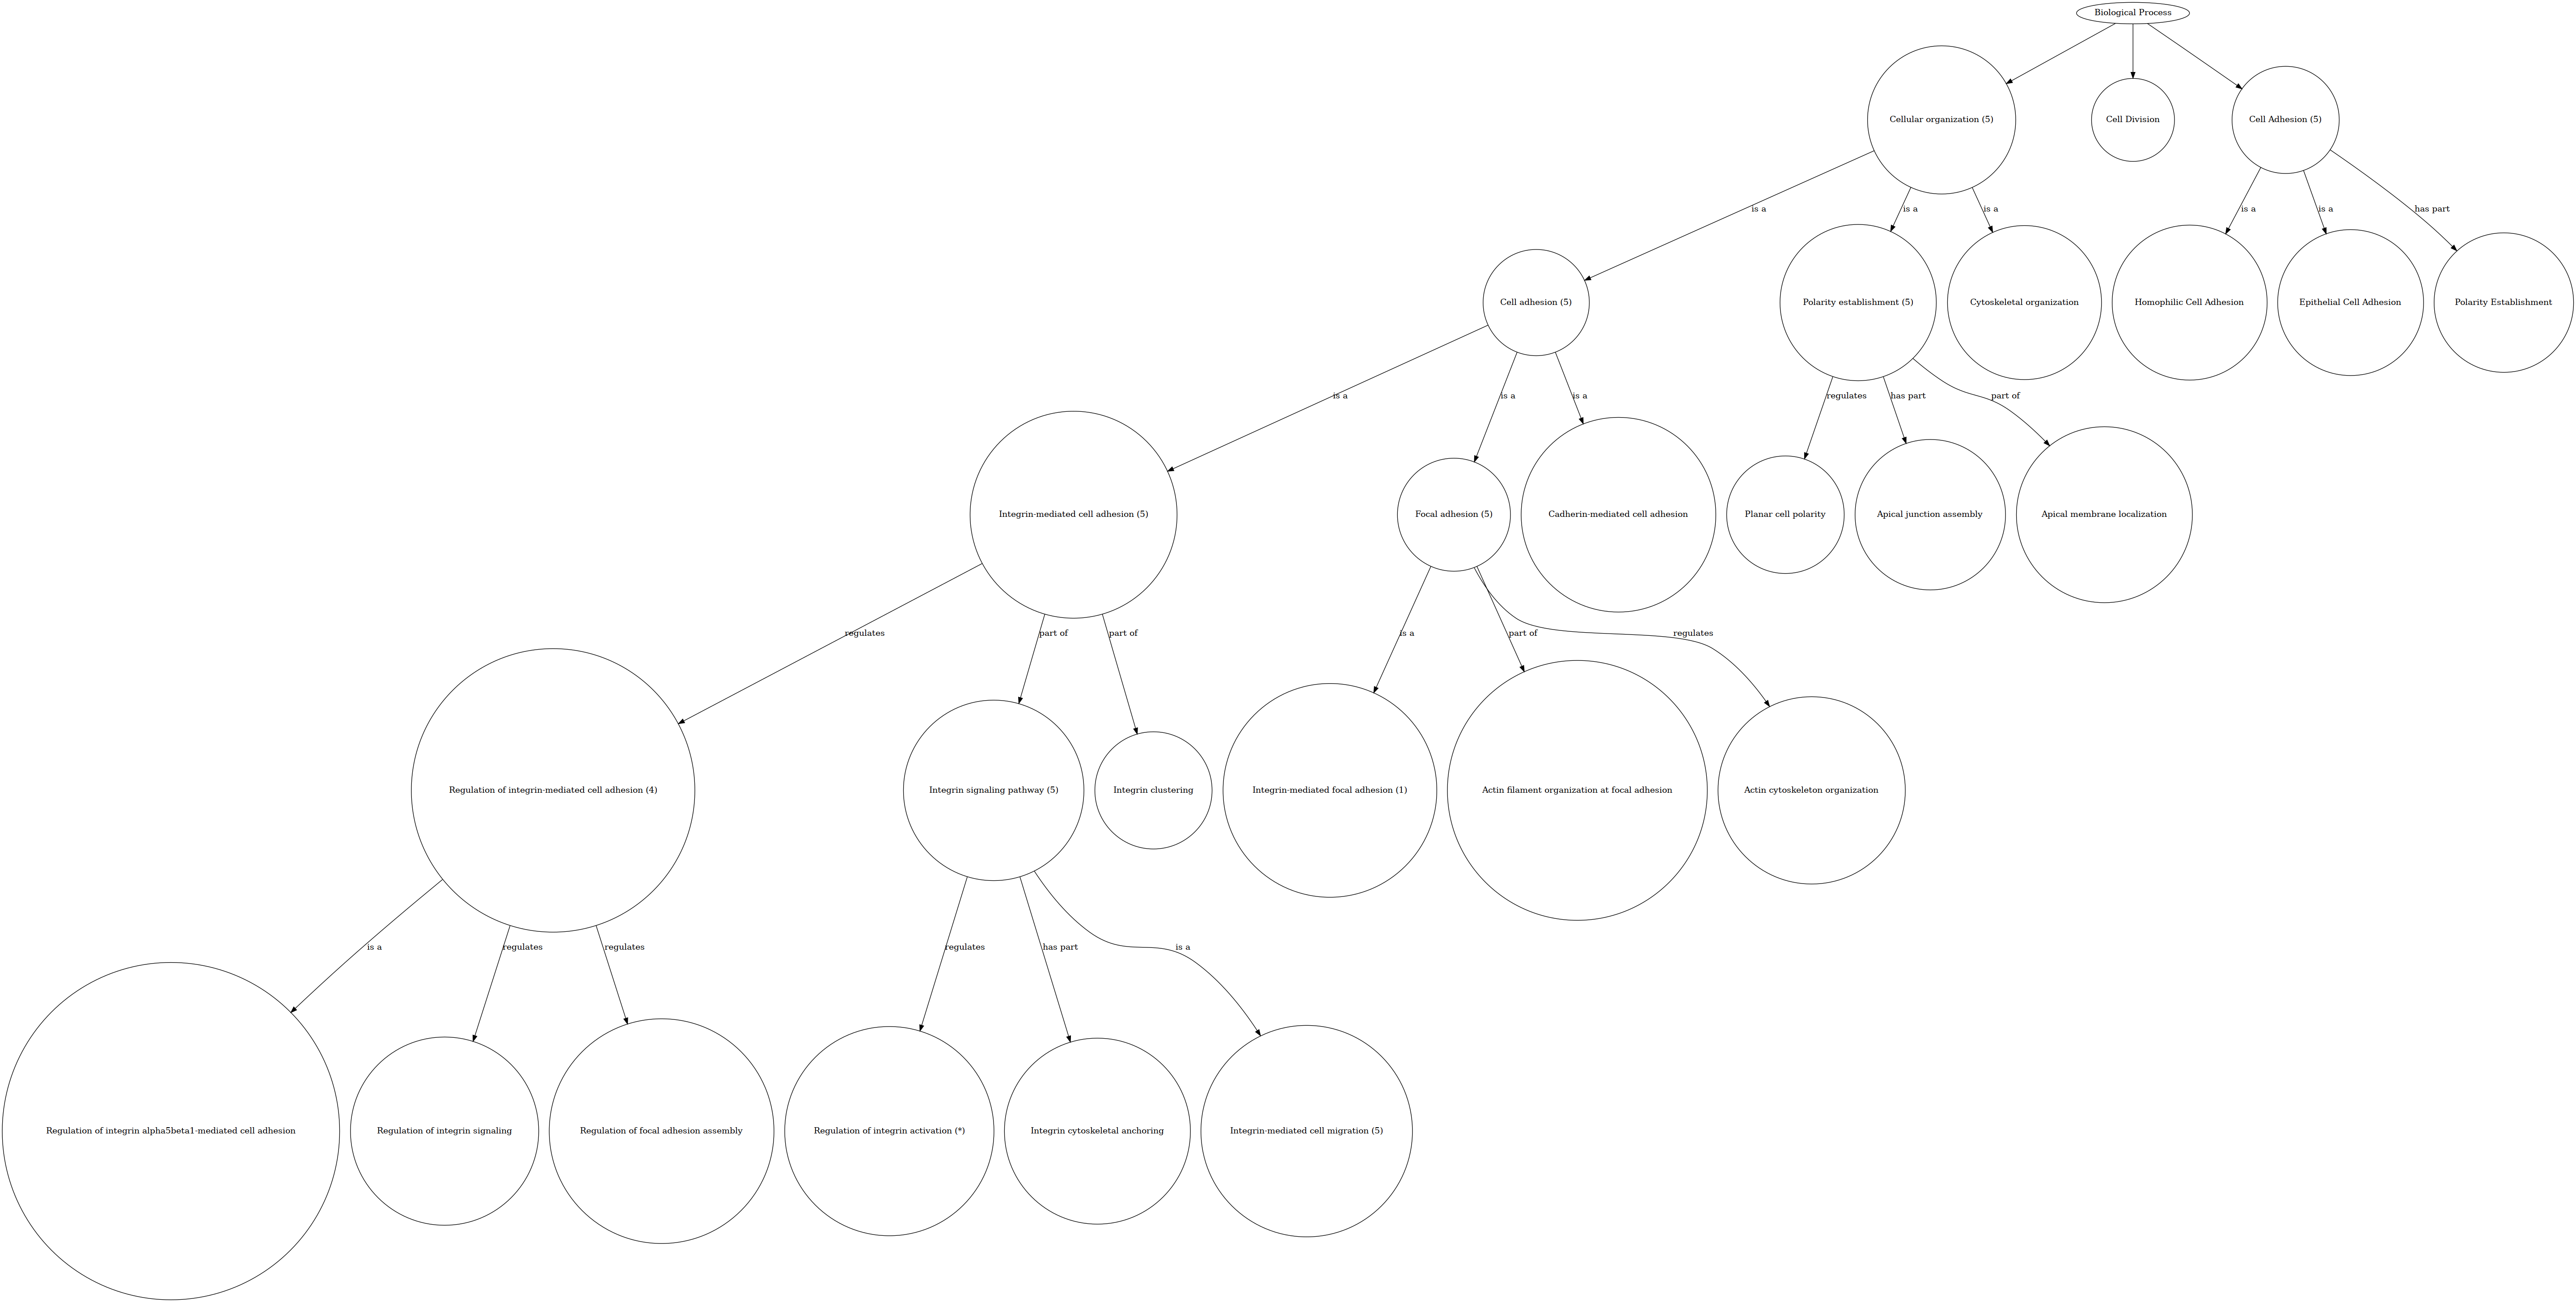 Biological Process
Cellular organization (5)
Cell Division
Cell Adhesion (5)
is a
is a
is a
is a
is a
has part
Cell adhesion (5)
Polarity establishment (5)
Cytoskeletal organization
Homophilic Cell Adhesion
Epithelial Cell Adhesion
Polarity Establishment
is a
is a
is a
regulates
has part
part of
Integrin-mediated cell adhesion (5)
Focal adhesion (5)
Cadherin-mediated cell adhesion
Planar cell polarity
Apical junction assembly
Apical membrane localization
regulates
part of
part of
is a
part of
regulates
Regulation of integrin-mediated cell adhesion (4)
Integrin signaling pathway (5)
Integrin clustering
Integrin-mediated focal adhesion (1)
Actin filament organization at focal adhesion
Actin cytoskeleton organization
is a
regulates
regulates
regulates
has part
is a
Regulation of integrin alpha5beta1-mediated cell adhesion
Regulation of integrin signaling
Regulation of focal adhesion assembly
Regulation of integrin activation (*)
Integrin cytoskeletal anchoring
Integrin-mediated cell migration (5)